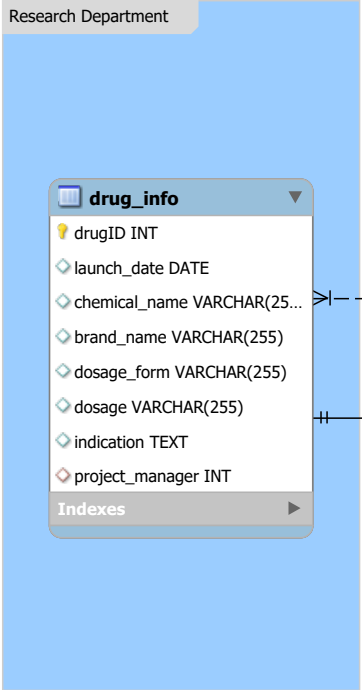 Research Department
drug_info
drugID INT
launch_date DATE
chemical_name VARCHAR(25...
brand_name VARCHAR(255)
dosage_form VARCHAR(255)
dosage VARCHAR(255)
indication TEXT
project_manager INT
Indexes